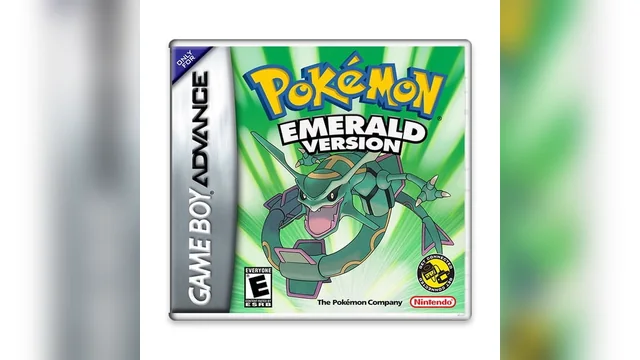 ONLY FOR
GAME BOY ADVANCE
POKéMON
EMERALD
VERSION
EVERYONE
E
ESRB
The Pokémon Company
Nintendo